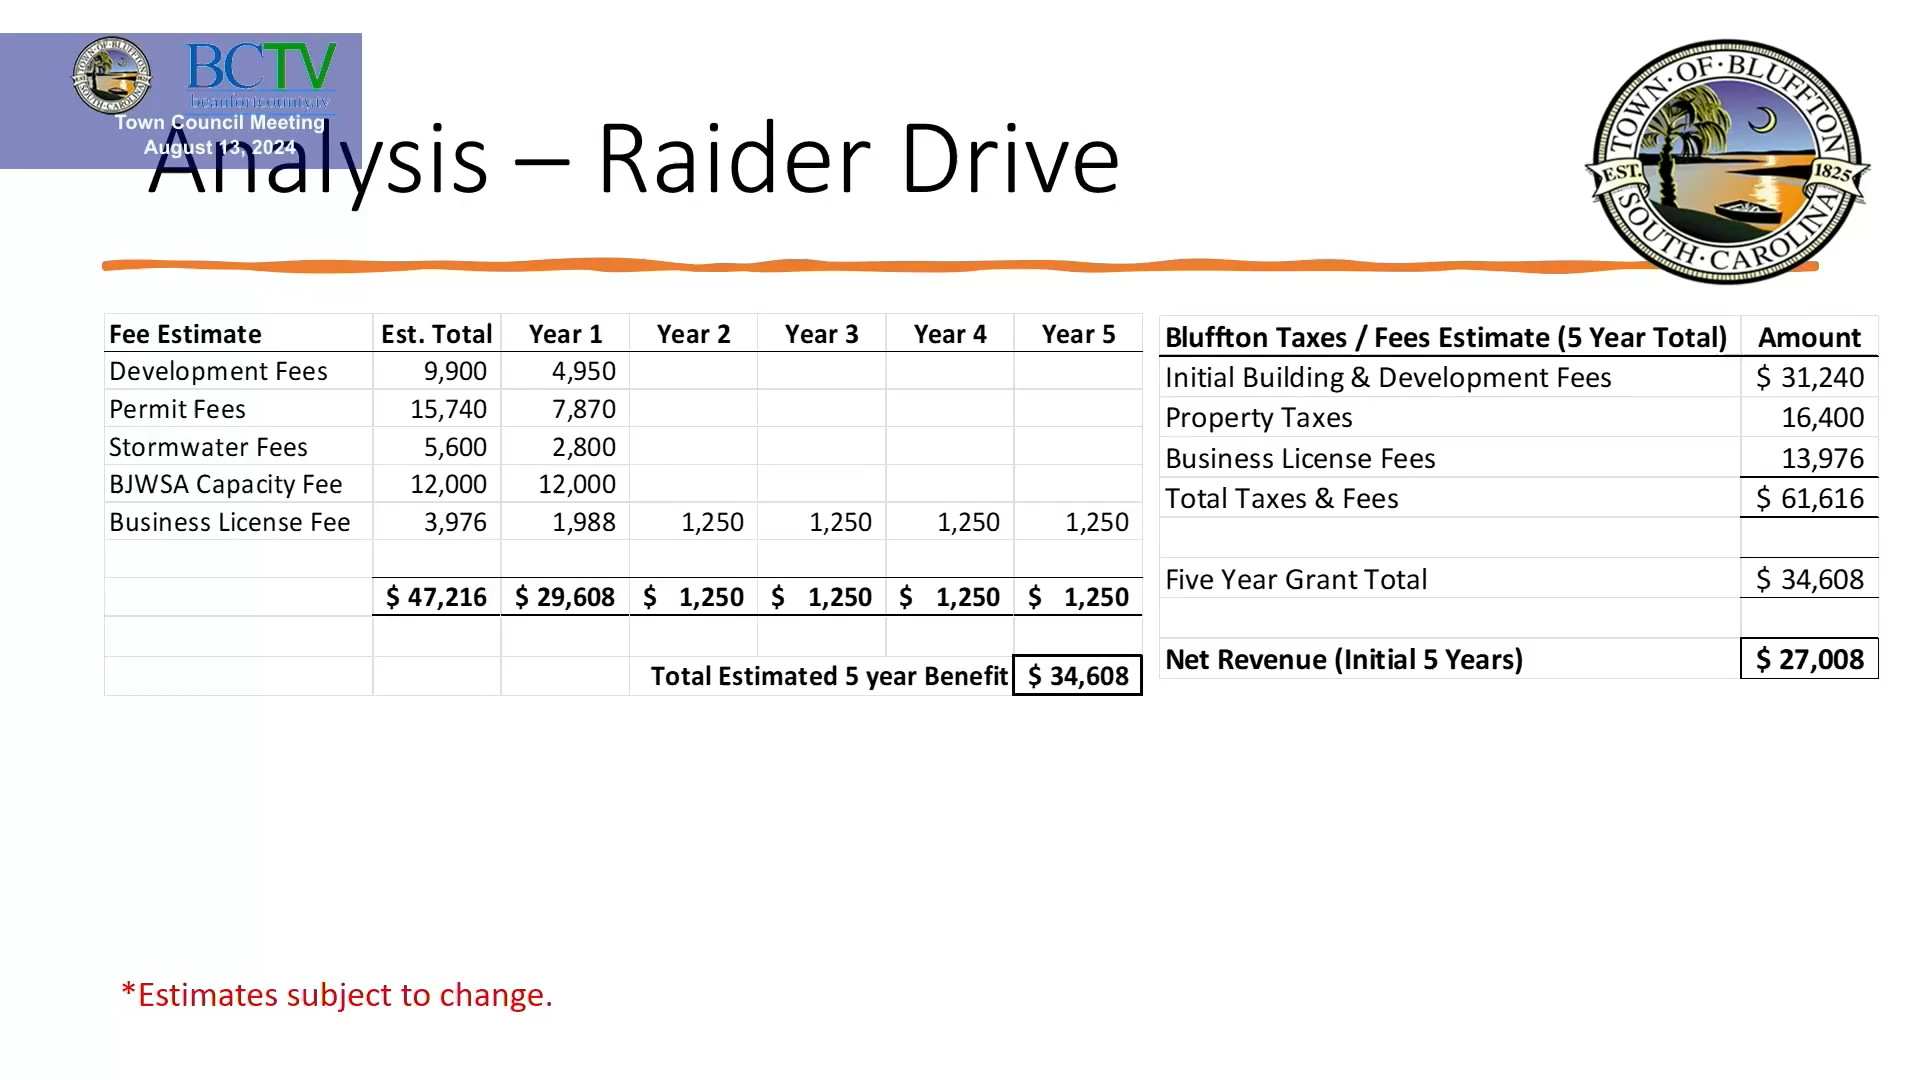 BCTV
beaufortcounty.tv
Town Council Meeting
August 13, 2024
Analysis – Raider Drive
TOWN·OF·BLUFFTON
EST. 1825
SOUTH·CAROLINA
Fee Estimate Est. Total Year 1 Year 2 Year 3 Year 4 Year 5
Development Fees 9,900 4,950
Permit Fees 15,740 7,870
Stormwater Fees 5,600 2,800
BJWSA Capacity Fee 12,000 12,000
Business License Fee 3,976 1,988 1,250 1,250 1,250 1,250
$ 47,216 $ 29,608 $ 1,250 $ 1,250 $ 1,250 $ 1,250
Total Estimated 5 year Benefit $ 34,608
Bluffton Taxes / Fees Estimate (5 Year Total) Amount
Initial Building & Development Fees $ 31,240
Property Taxes 16,400
Business License Fees 13,976
Total Taxes & Fees $ 61,616
Five Year Grant Total $ 34,608
Net Revenue (Initial 5 Years) $ 27,008
*Estimates subject to change.